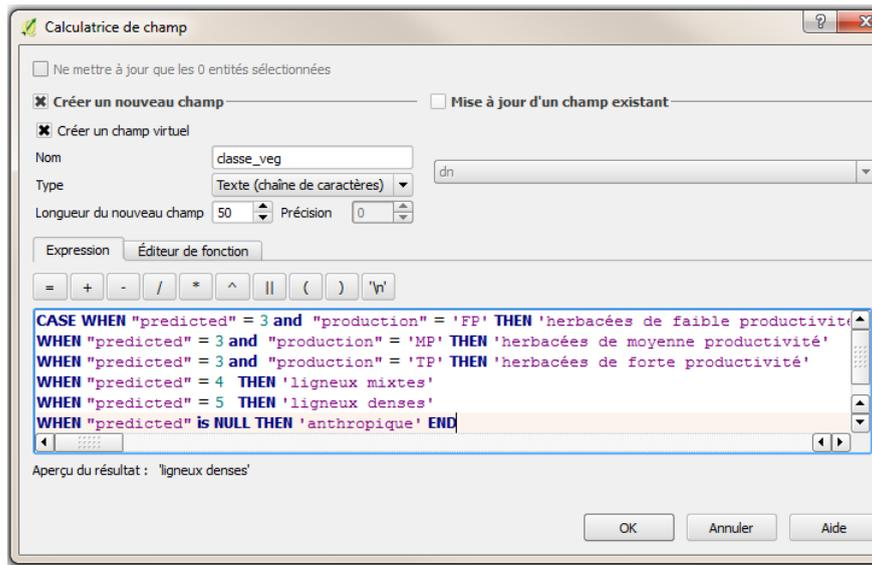 Calculatrice de champ
Ne mettre à jour que les 0 entités sélectionnées
Créer un nouveau champ
Mise à jour d'un champ existant
Créer un champ virtuel
Nom classe_veg
dn
Type Texte (chaîne de caractères)
Longueur du nouveau champ 50 Précision 0
Expression Éditeur de fonction
= + - / * ^ || ( ) '\n'
CASE WHEN "predicted" = 3 and "production" = 'FP' THEN 'herbacées de faible productivité
WHEN "predicted" = 3 and "production" = 'MP' THEN 'herbacées de moyenne productivité'
WHEN "predicted" = 3 and "production" = 'TP' THEN 'herbacées de forte productivité'
WHEN "predicted" = 4 THEN 'ligneux mixtes'
WHEN "predicted" = 5 THEN 'ligneux denses'
WHEN "predicted" is NULL THEN 'anthropique' END
Aperçu du résultat : 'ligneux denses'
OK Annuler Aide